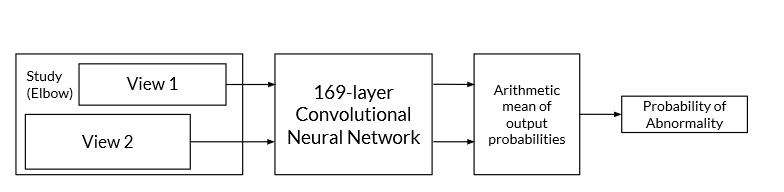 Study
(Elbow)
View 1
View 2
169-layer
Convolutional
Neural Network
Arithmetic
mean of
output
probabilities
Probability of
Abnormality